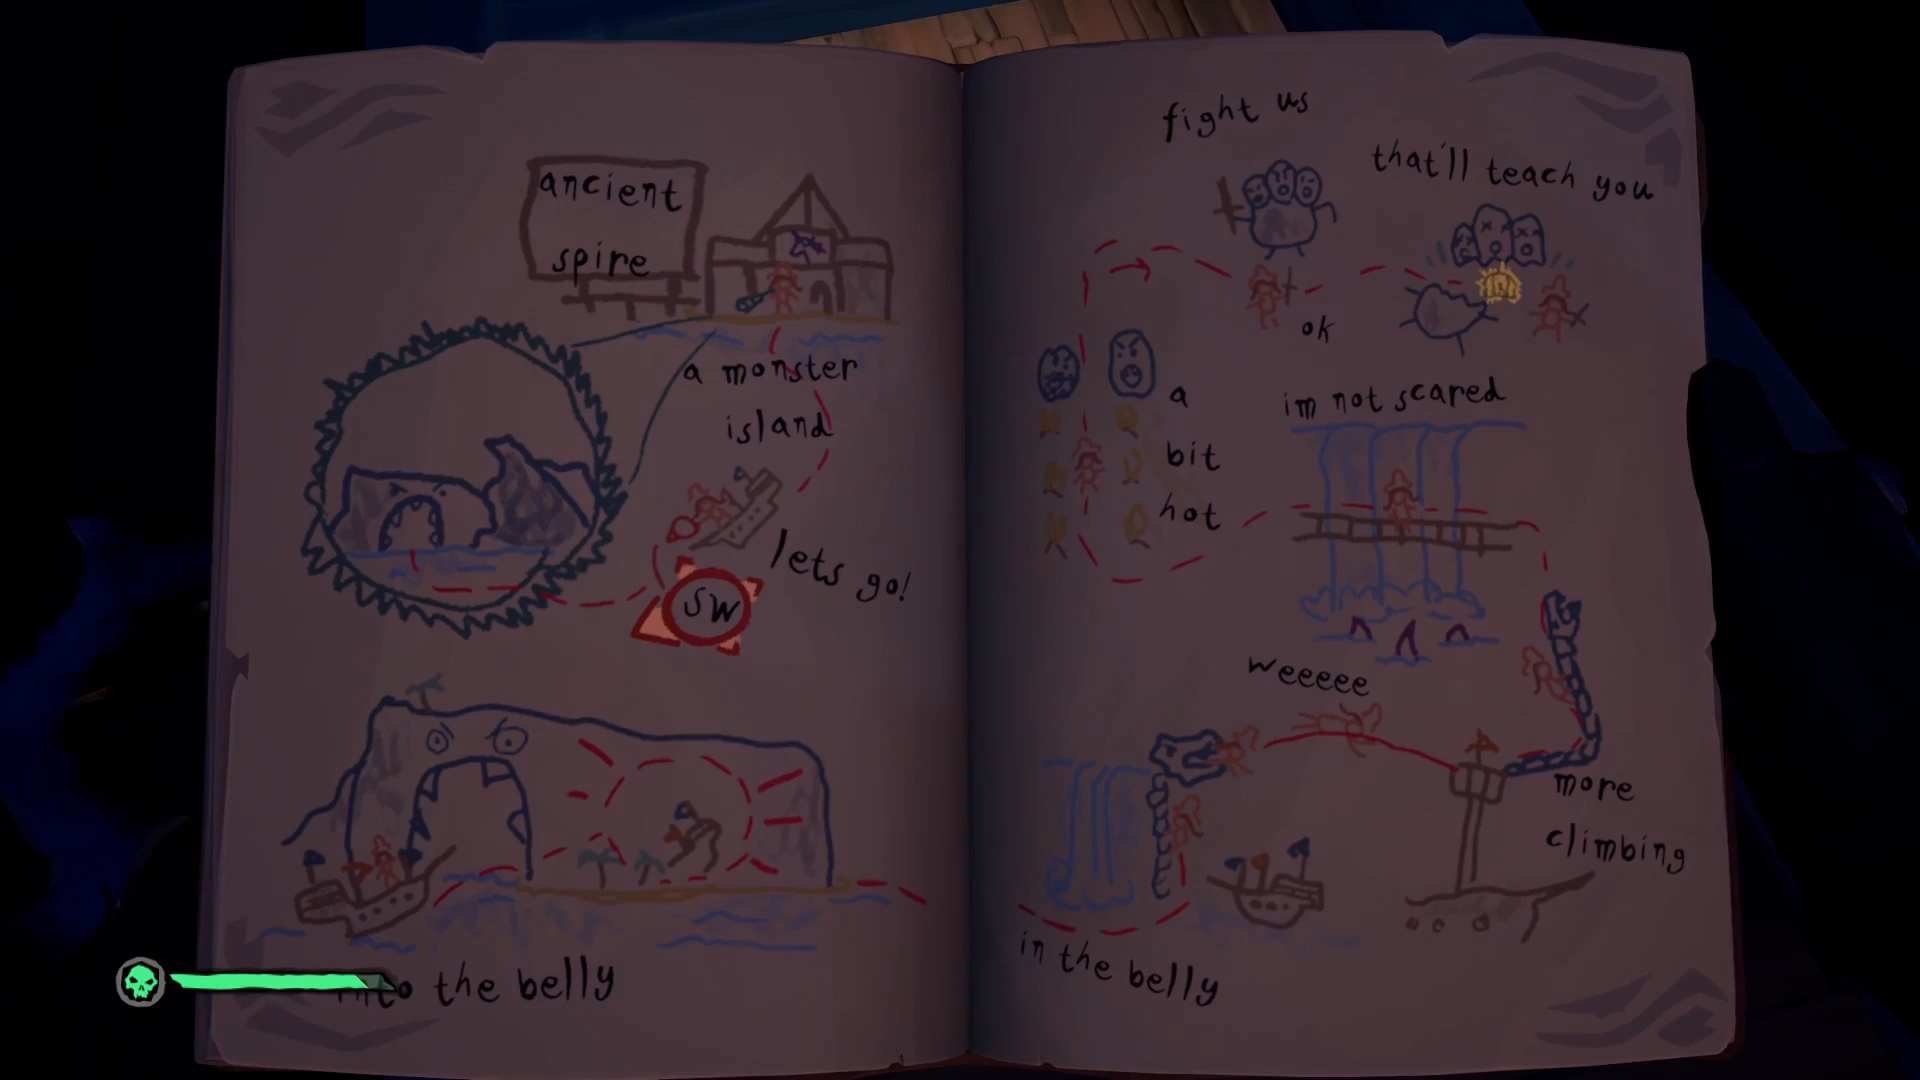 ancient
spire
a monster
island
lets go!
SW
into the belly
fight us
that'll teach you
ok
a
bit
hot
im not scared
weeeee
more
climbing
in the belly